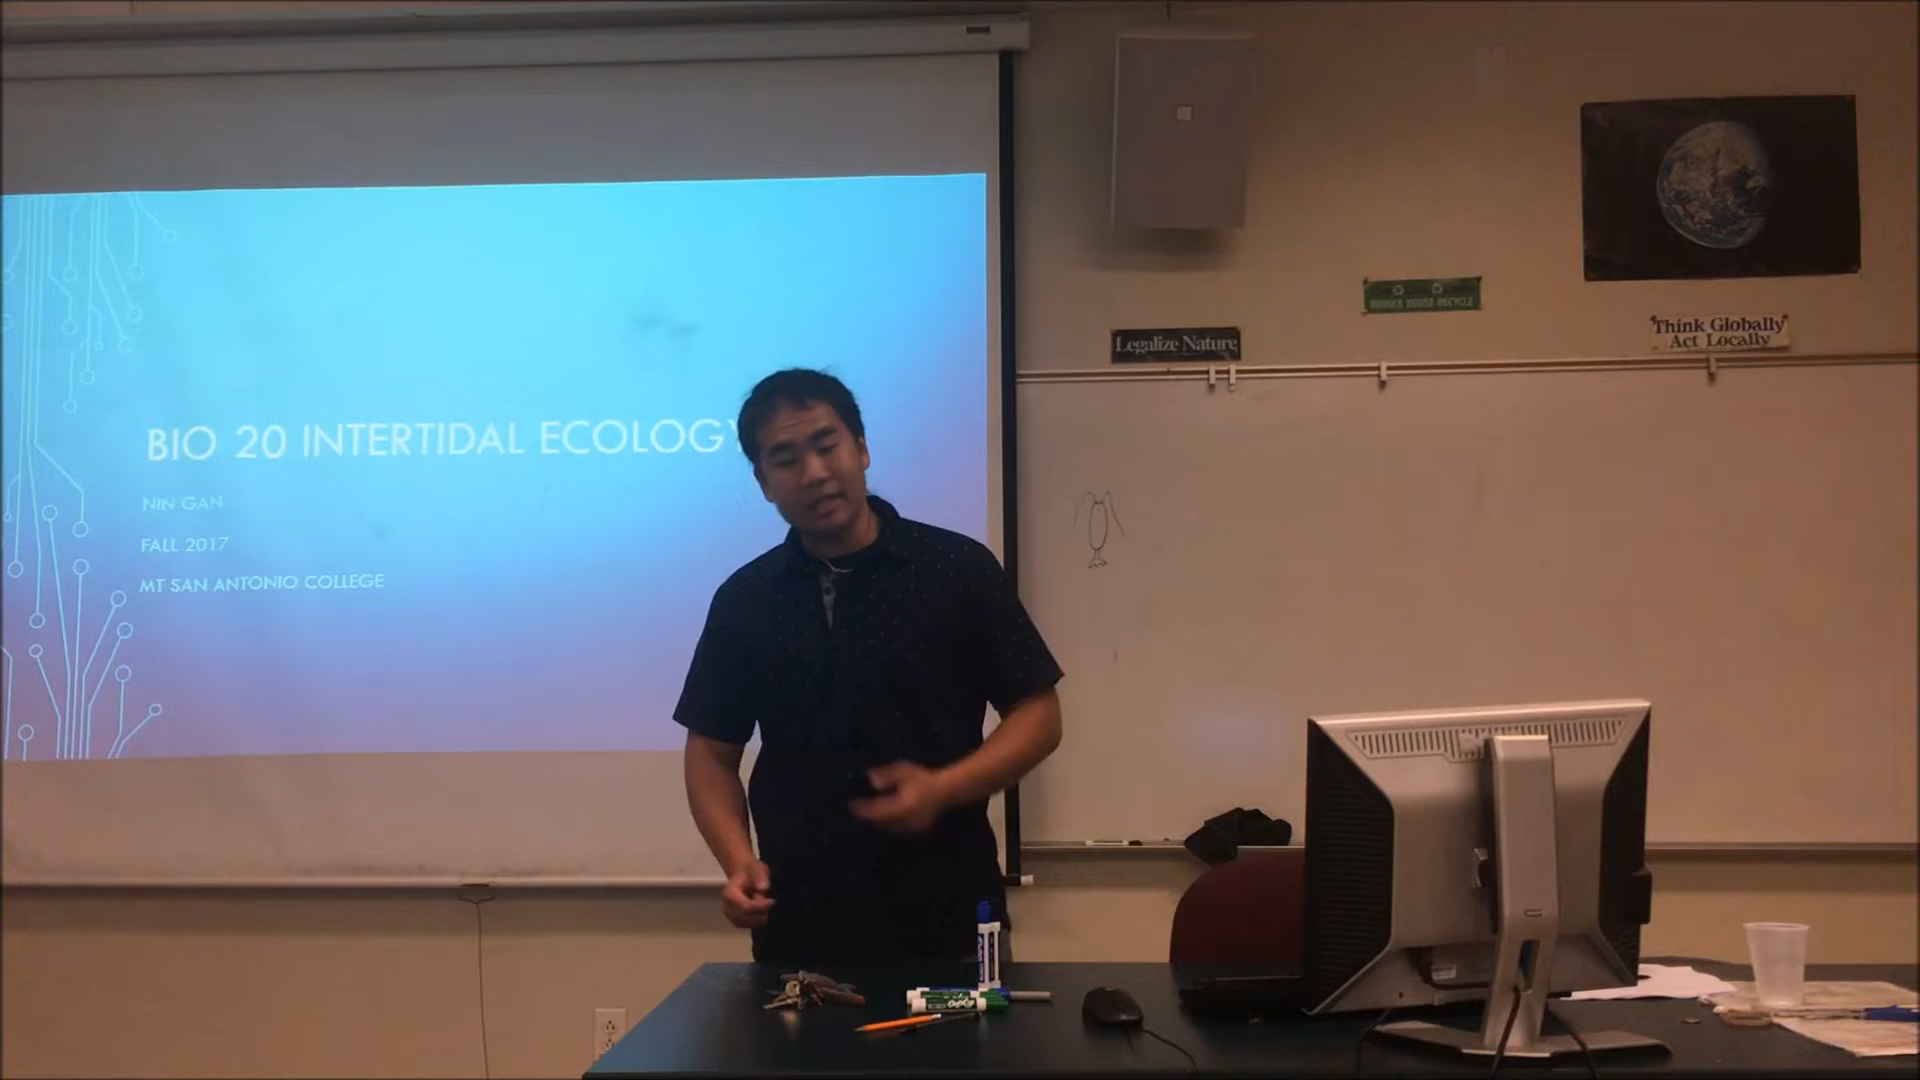 BIO 20 INTERTIDAL ECOLOGY
NIN GAN
FALL 2017
MT SAN ANTONIO COLLEGE
Legalize Nature
REDUCE REUSE RECYCLE
Think Globally
Act Locally
EXPO